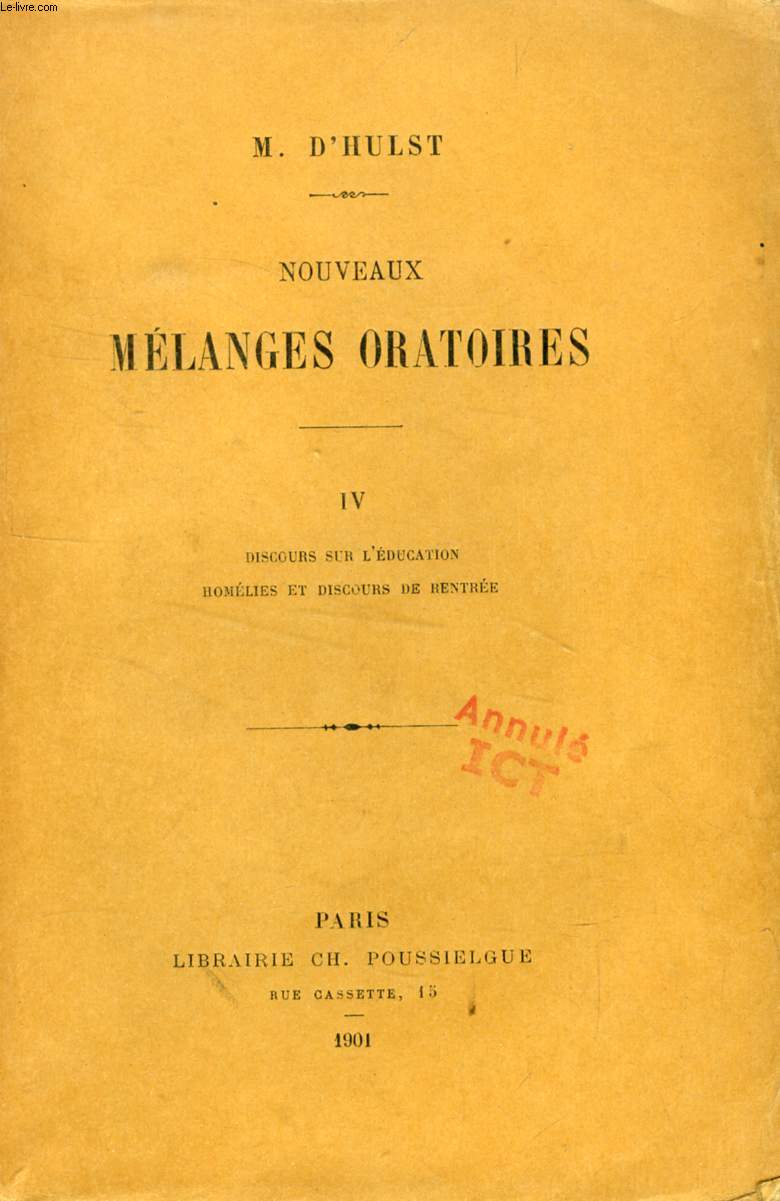 Le-livre.com
M. D'HULST
NOUVEAUX
MÉLANGES ORATOIRES
IV
DISCOURS SUR L'ÉDUCATION
HOMÉLIES ET DISCOURS DE RENTRÉE
Annulé
ICT
PARIS
LIBRAIRIE CH. POUSSIELGUE
RUE CASSETTE, 15
1901